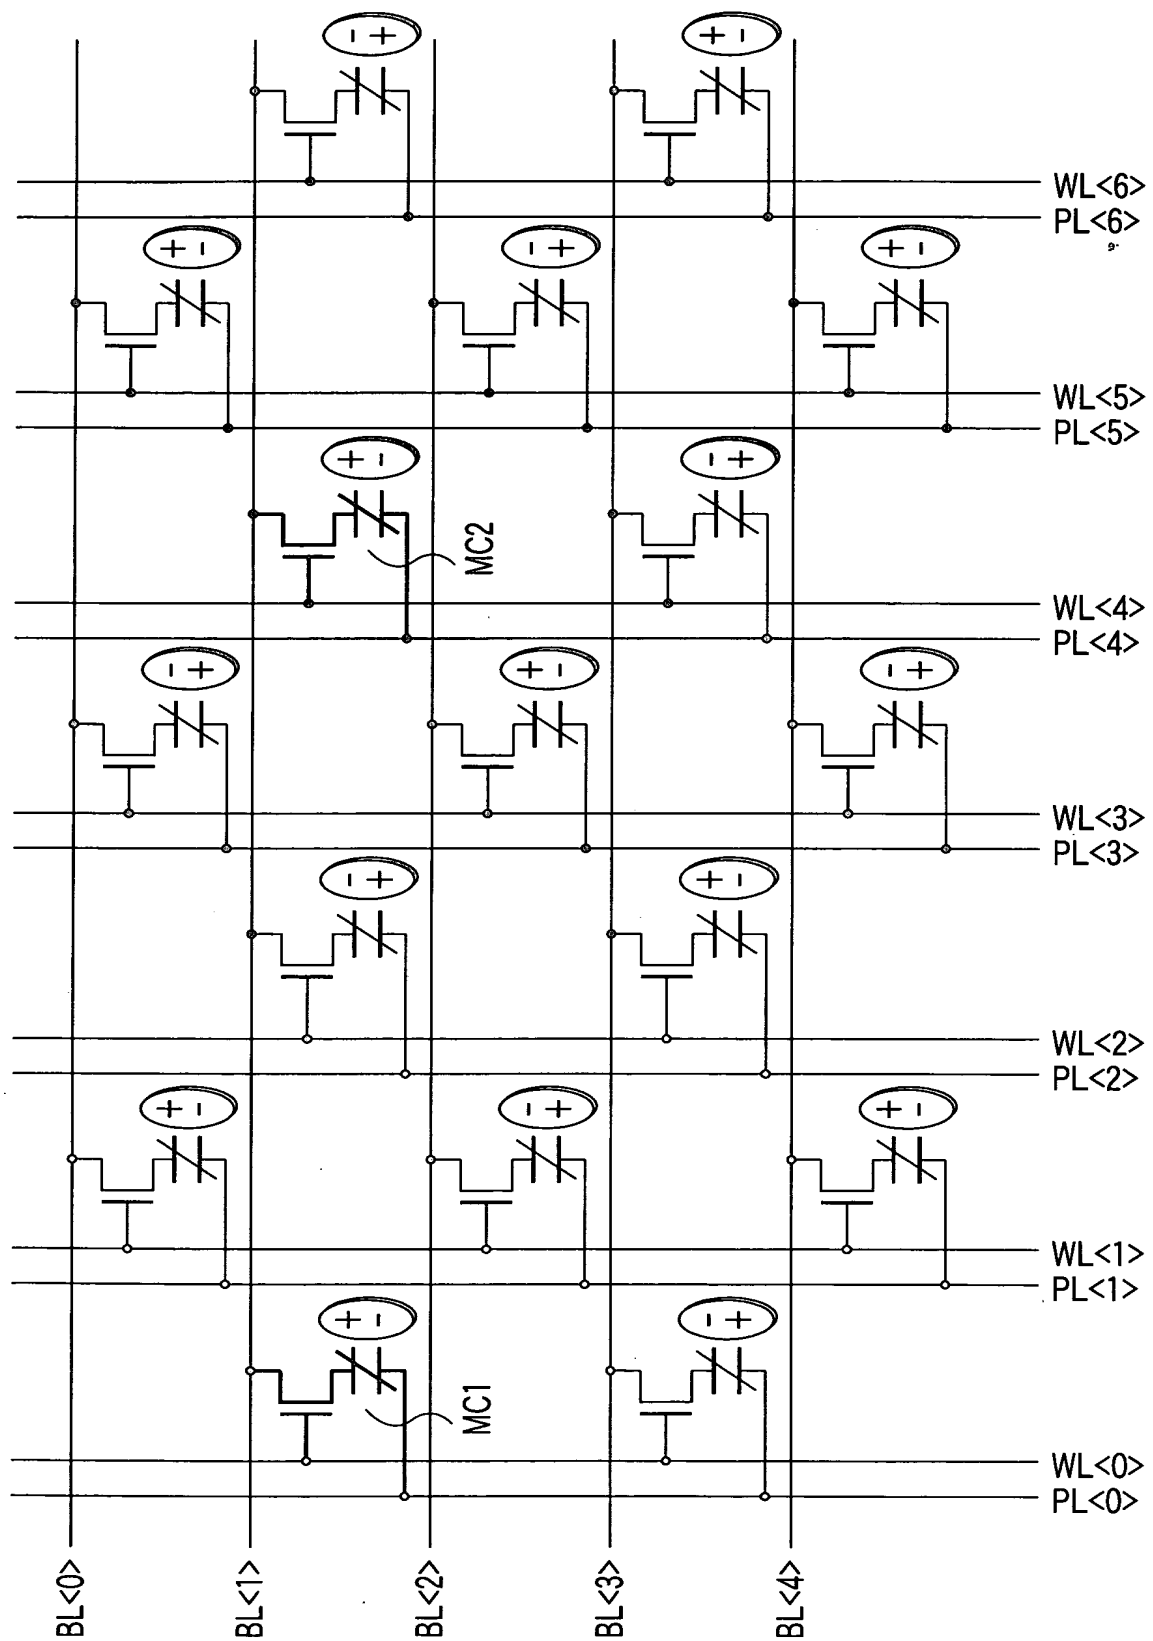 - +
+ -
WL<6>
PL<6>
+ -
- +
+ -
WL<5>
PL<5>
+ -
- +
MC2
WL<4>
PL<4>
- +
+ -
- +
WL<3>
PL<3>
- +
+ -
WL<2>
PL<2>
+ -
- +
+ -
WL<1>
PL<1>
+ -
- +
MC1
WL<0>
PL<0>
BL<0>
BL<1>
BL<2>
BL<3>
BL<4>